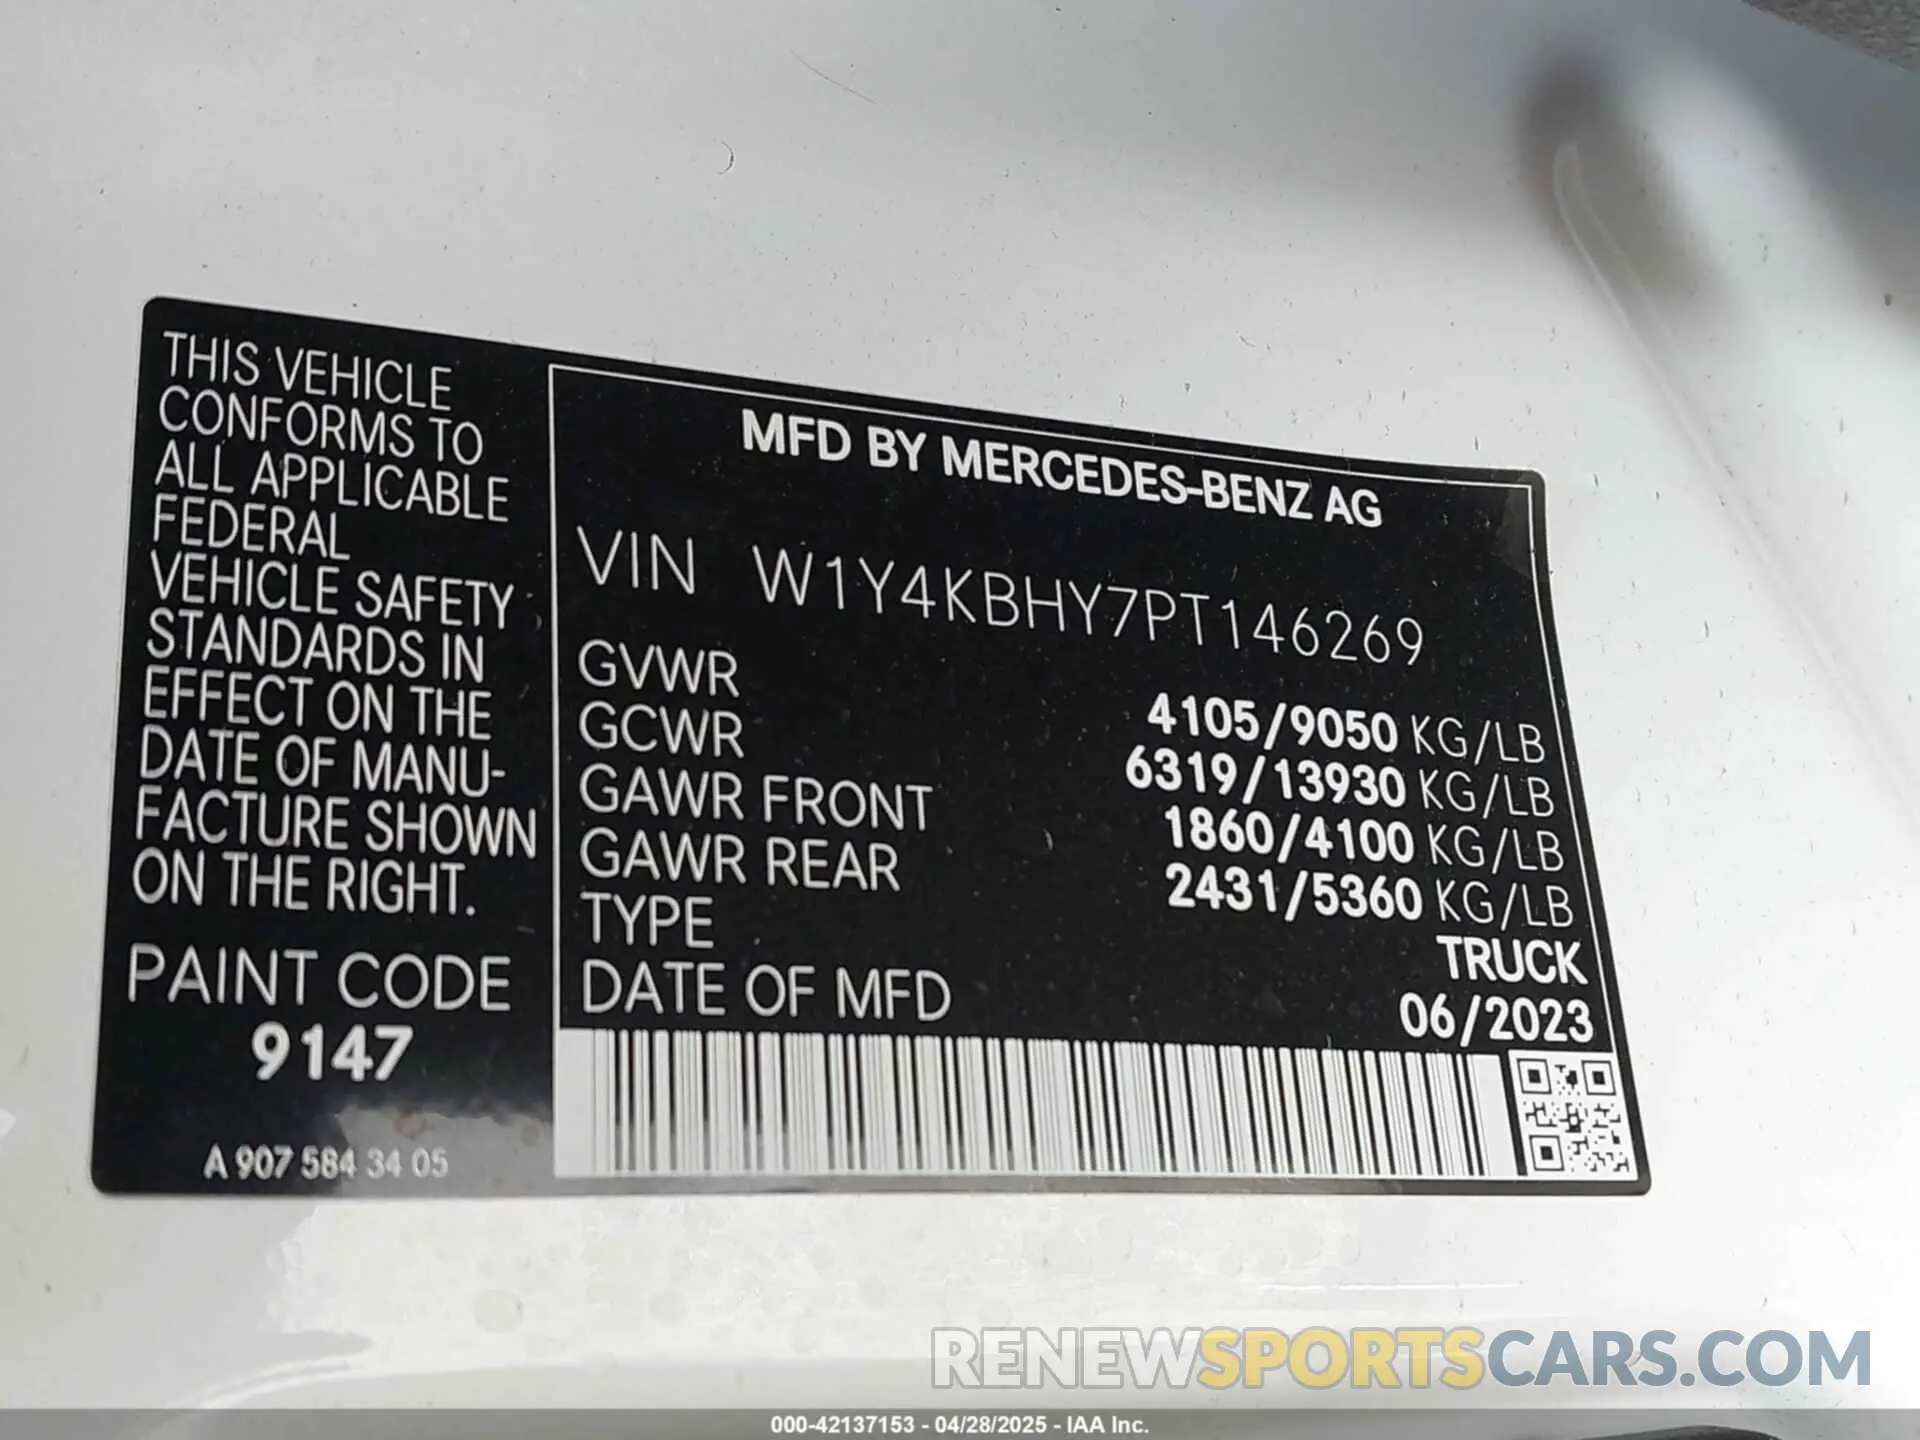 THIS VEHICLE
CONFORMS TO
ALL APPLICABLE
FEDERAL
VEHICLE SAFETY
STANDARDS IN
EFFECT ON THE
DATE OF MANU-
FACTURE SHOWN
ON THE RIGHT.
PAINT CODE
9147
A 907 584 34 05
MFD BY MERCEDES-BENZ AG
VIN W1Y4KBHY7PT146269
GVWR 4105/9050 KG/LB
GCWR 6319/13930 KG/LB
GAWR FRONT 1860/4100 KG/LB
GAWR REAR 2431/5360 KG/LB
TYPE TRUCK
DATE OF MFD 06/2023
RENEWSPORTSCARS.COM
000-42137153 - 04/28/2025 - IAA Inc.